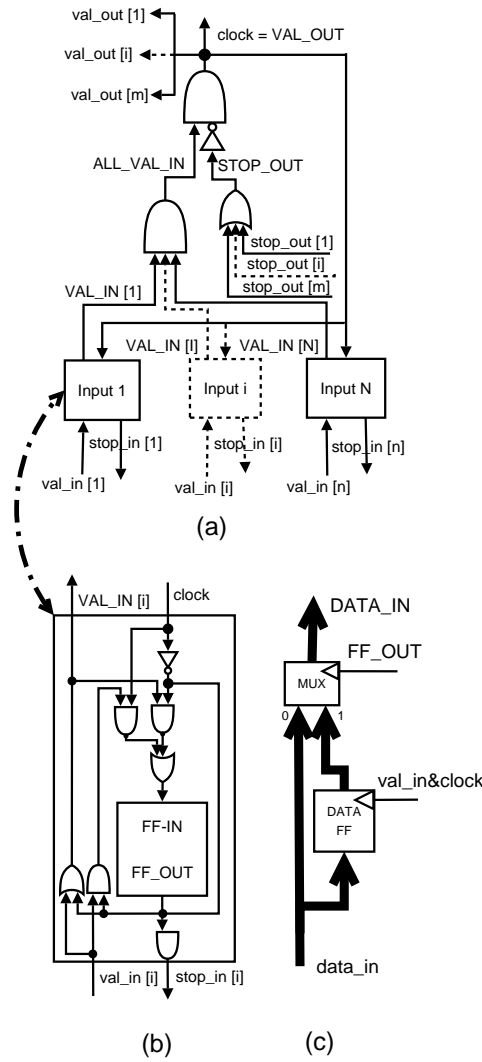 val_out [1]
clock = VAL_OUT
val_out [i]
val_out [m]
ALL_VAL_IN
STOP_OUT
stop_out [1]
stop_out [i]
stop_out [m]
VAL_IN [1]
VAL_IN [I]
VAL_IN [N]
Input 1
Input i
Input N
stop_in [1]
stop_in [i]
stop_in [n]
val_in [1]
val_in [i]
val_in [n]
(a)
VAL_IN [i]
clock
DATA_IN
FF_OUT
MUX
0
1
val_in&clock
FF-IN
DATA
FF
FF_OUT
val_in [i]
stop_in [i]
data_in
(b)
(c)